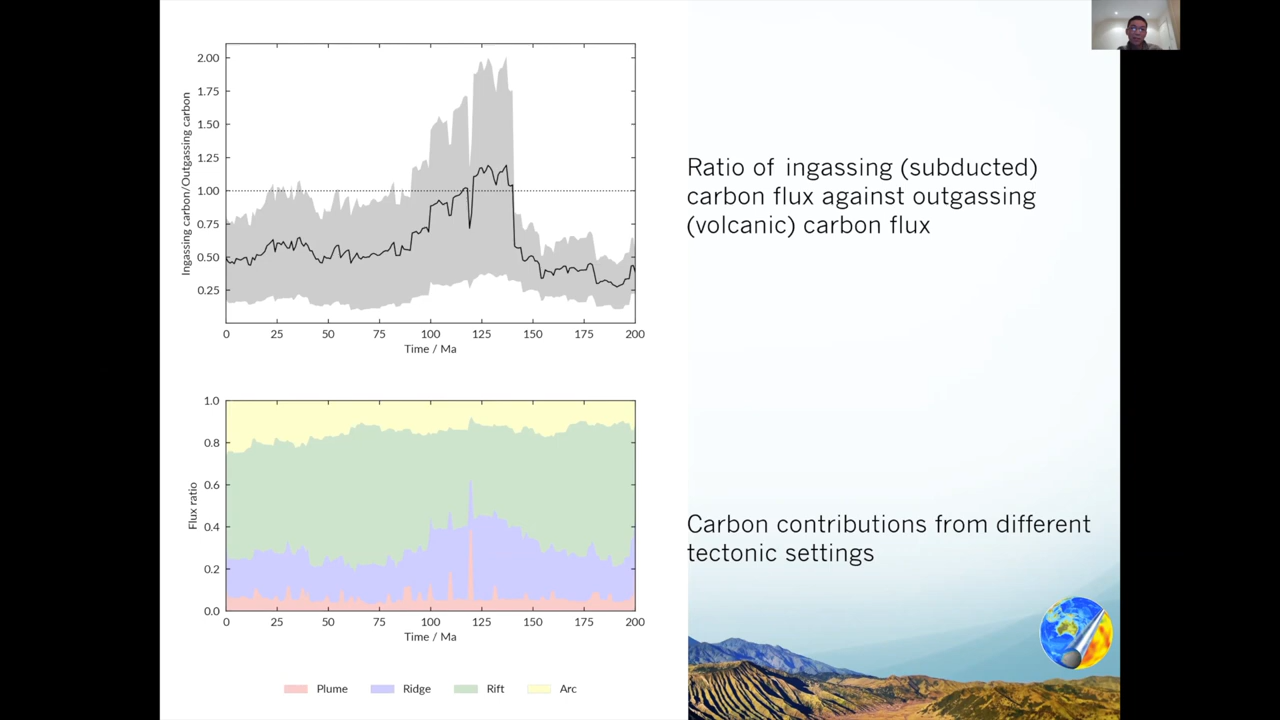 2.00
1.75
1.50
1.25
1.00
0.75
0.50
0.25
Ingassing carbon/Outgassing carbon
0 25 50 75 100 125 150 175 200
Time / Ma
Ratio of ingassing (subducted)
carbon flux against outgassing
(volcanic) carbon flux
1.0
0.8
0.6
0.4
0.2
0.0
Flux ratio
0 25 50 75 100 125 150 175 200
Time / Ma
Plume Ridge Rift Arc
Carbon contributions from different
tectonic settings